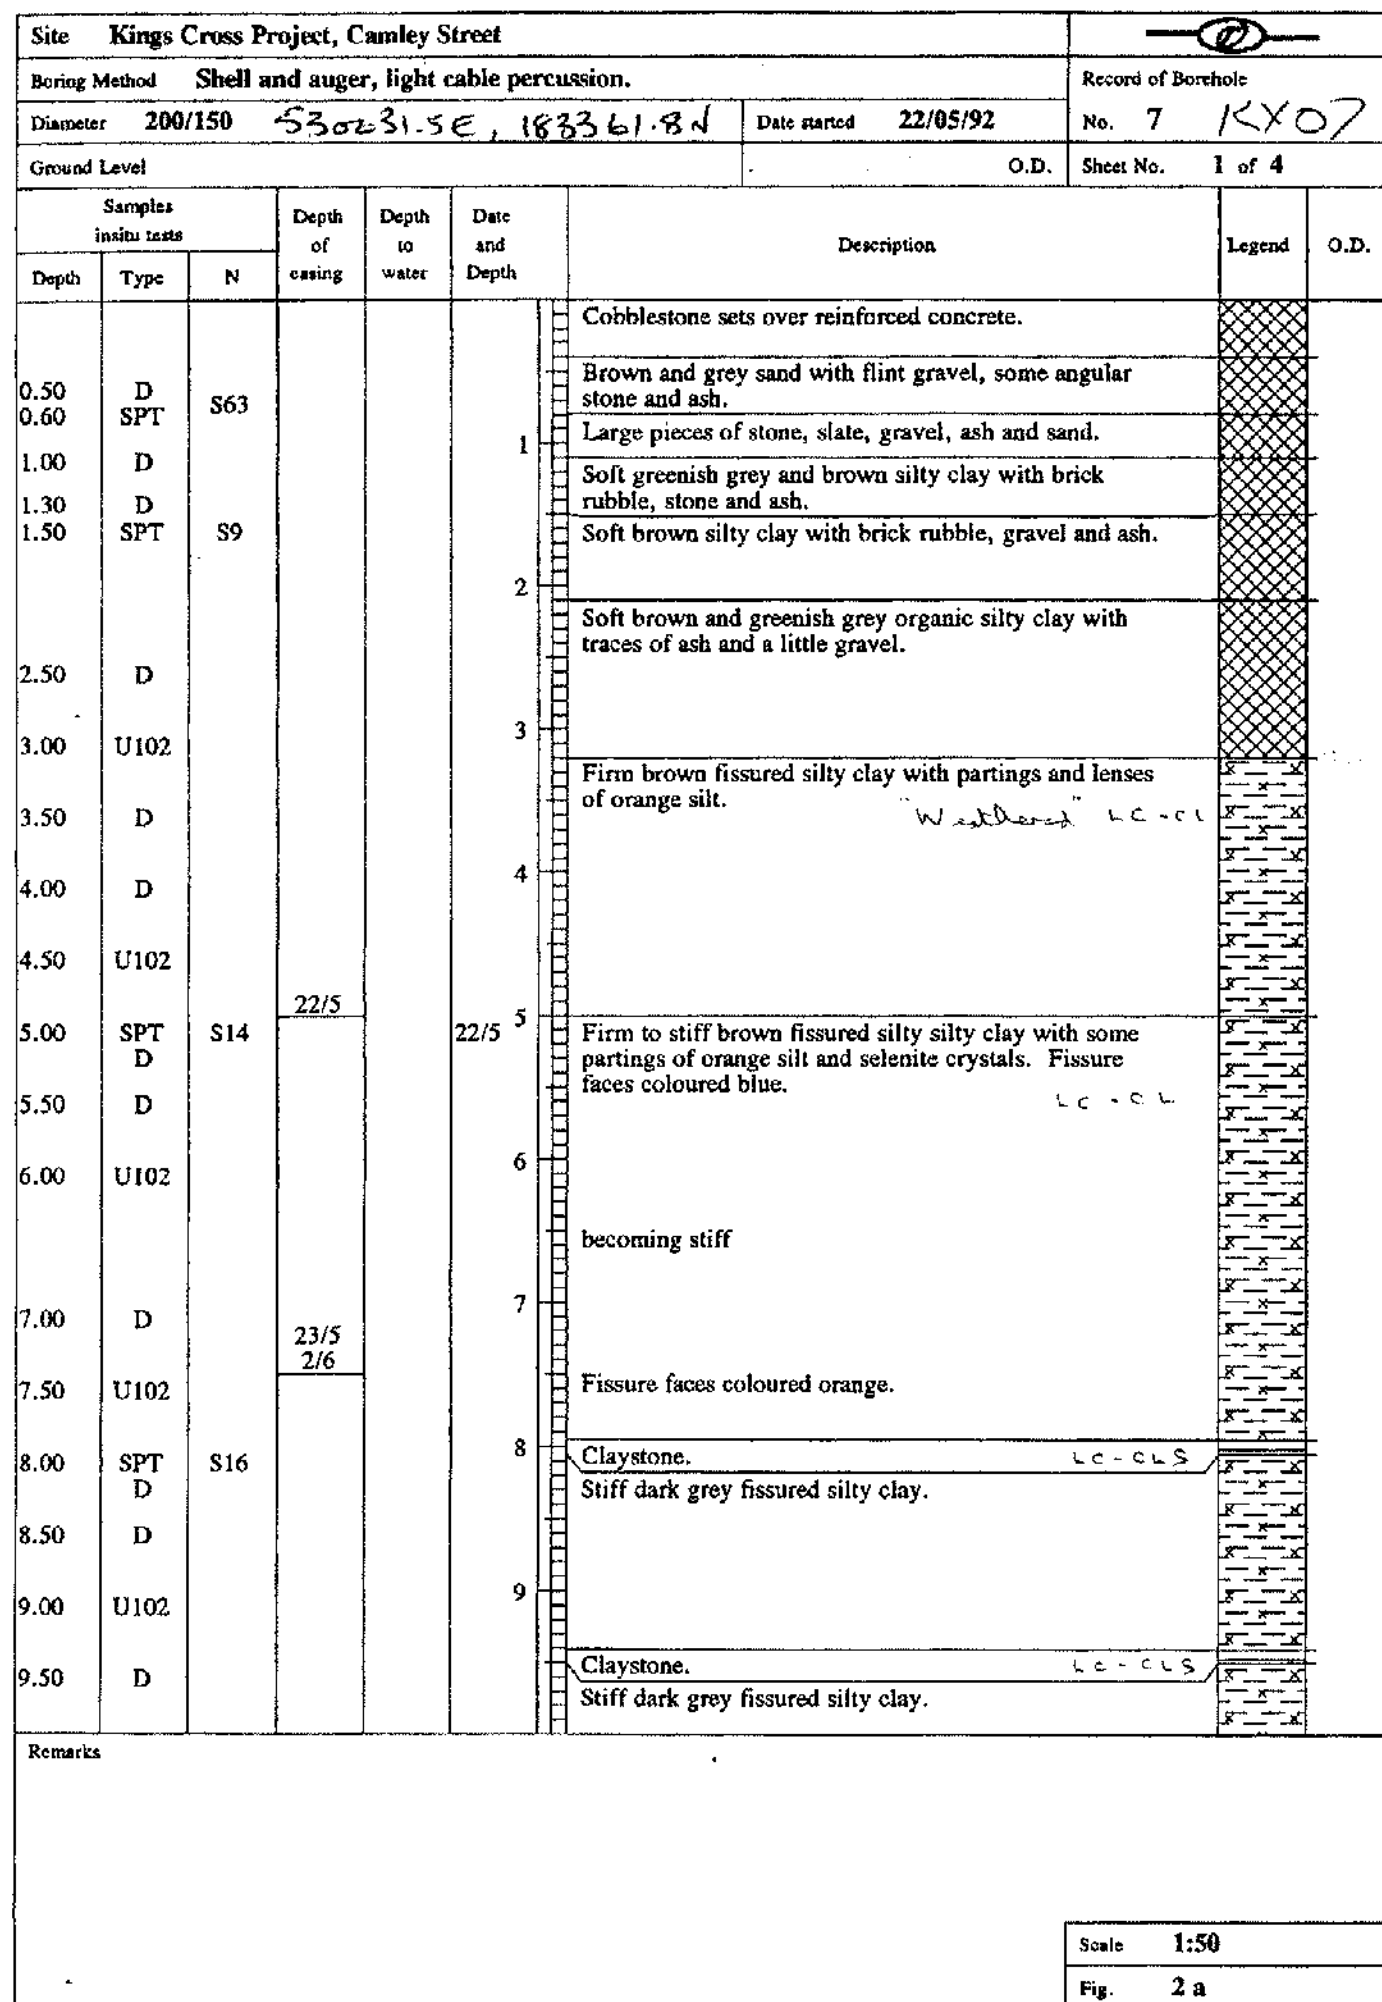 Site Kings Cross Project, Camley Street
Boring Method Shell and auger, light cable percussion.
Record of Borehole
Diameter 200/150 530231.5E, 183361.8N Date started 22/05/92 No. 7 KX07
Ground Level O.D. Sheet No. 1 of 4
Samples
insitu tests
Depth Type N
Depth of casing
Depth to water
Date and Depth
Description
Legend
O.D.
Cobblestone sets over reinforced concrete.
Brown and grey sand with flint gravel, some angular
0.50 D stone and ash.
0.60 SPT S63
Large pieces of stone, slate, gravel, ash and sand.
1
1.00 D
Soft greenish grey and brown silty clay with brick
1.30 D rubble, stone and ash.
1.50 SPT S9 Soft brown silty clay with brick rubble, gravel and ash.
2
Soft brown and greenish grey organic silty clay with
traces of ash and a little gravel.
2.50 D
3
3.00 U102
Firm brown fissured silty clay with partings and lenses
of orange silt.
3.50 D "Weathered" LC-CL
4
4.00 D
4.50 U102
22/5
5.00 SPT S14 22/5 5 Firm to stiff brown fissured silty silty clay with some
D partings of orange silt and selenite crystals. Fissure
faces coloured blue.
5.50 D LC-CL
6
6.00 U102
becoming stiff
7
7.00 D
23/5
2/6
7.50 U102 Fissure faces coloured orange.
8
8.00 SPT S16 Claystone. LC-CLS
D Stiff dark grey fissured silty clay.
8.50 D
9
9.00 U102
Claystone. LC-CLS
9.50 D
Stiff dark grey fissured silty clay.
Remarks
Scale 1:50
Fig. 2 a